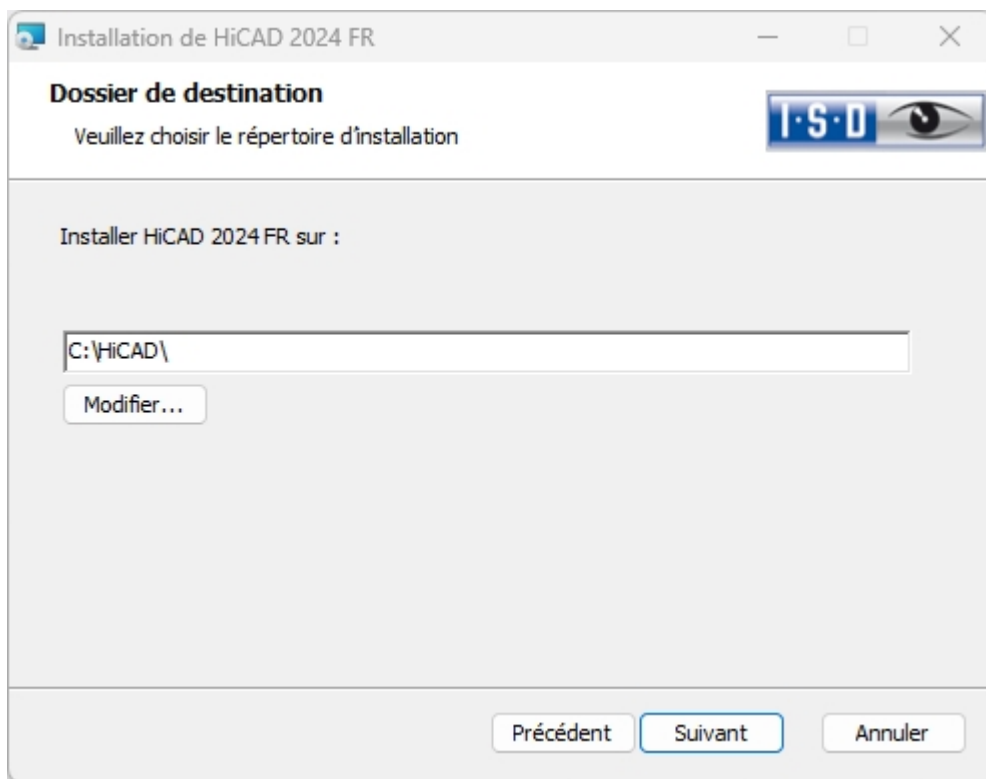 Installation de HiCAD 2024 FR
Dossier de destination
Veuillez choisir le répertoire d'installation
I·S·D
Installer HiCAD 2024 FR sur :
C:\HiCAD\
Modifier...
Précédent
Suivant
Annuler